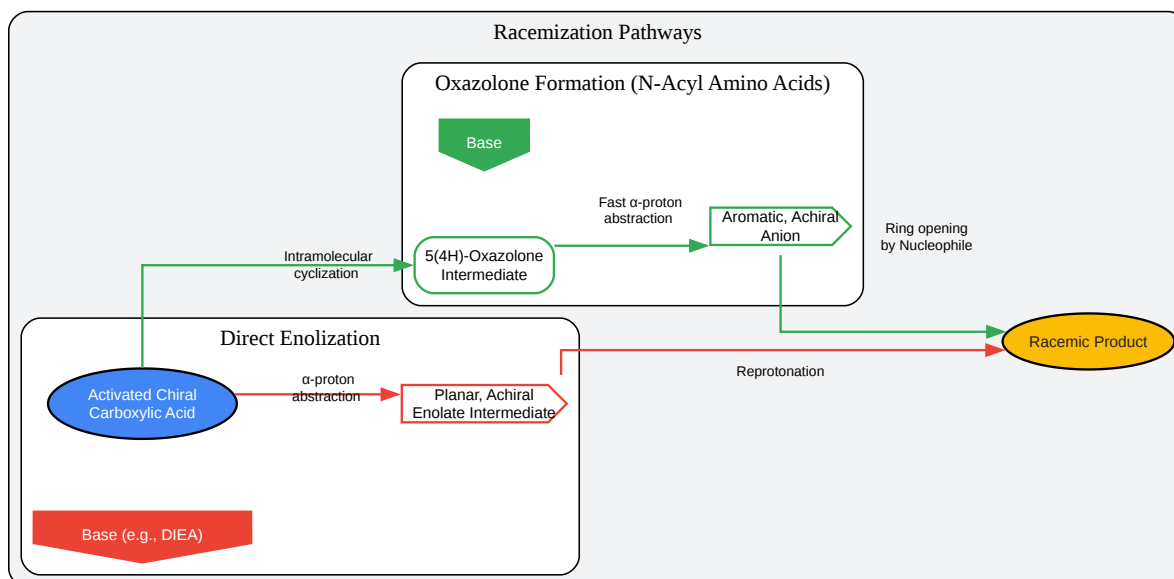 Racemization Pathways
Oxazolone Formation (N-Acyl Amino Acids)
Base
Fast α-proton
abstraction
Aromatic, Achiral
Anion
Ring opening
by Nucleophile
Intramolecular
cyclization
5(4H)-Oxazolone
Intermediate
Direct Enolization
Racemic Product
Reprotonation
α-proton
abstraction
Activated Chiral
Carboxylic Acid
Planar, Achiral
Enolate Intermediate
Base (e.g., DIEA)